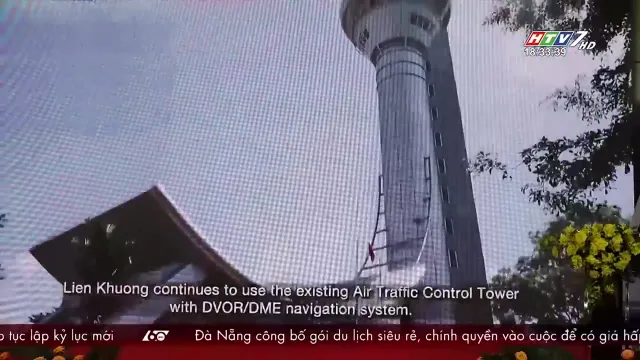 HTV7 HD
18:33:39
Lien Khuong continues to use the existing Air Traffic Control Tower
with DVOR/DME navigation system.
p tục lập kỷ lục mới 60 Đà Nẵng công bố gói du lịch siêu rẻ, chính quyền vào cuộc để có giá hấ